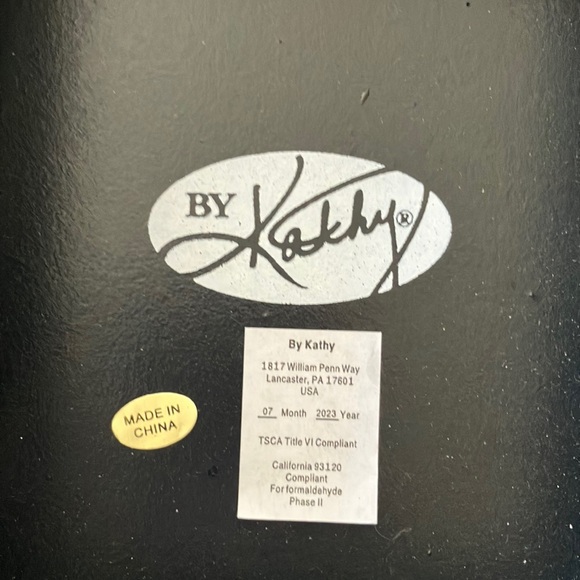 BY Kathy®
By Kathy
1817 William Penn Way
Lancaster, PA 17601
USA
07 Month 2023 Year
TSCA Title VI Compliant
California 93120
Compliant
For formaldehyde
Phase II
MADE IN
CHINA